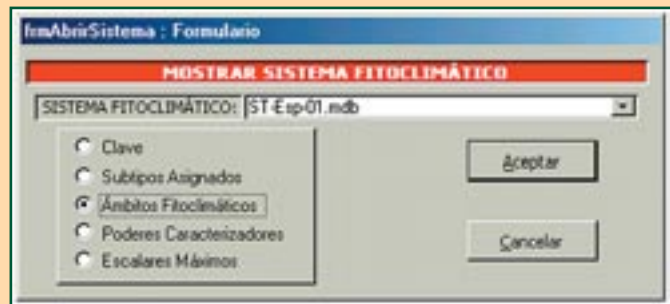 frmAbrirSistema : Formulario
MOSTRAR SISTEMA FITOCLIMÁTICO
SISTEMA FITOCLIMÁTICO: ST-Esp-01.mdb
Clave
Subtipos Asignados
Aceptar
Ámbitos Fitoclimáticos
Poderes Caracterizadores
Cancelar
Escalares Máximos